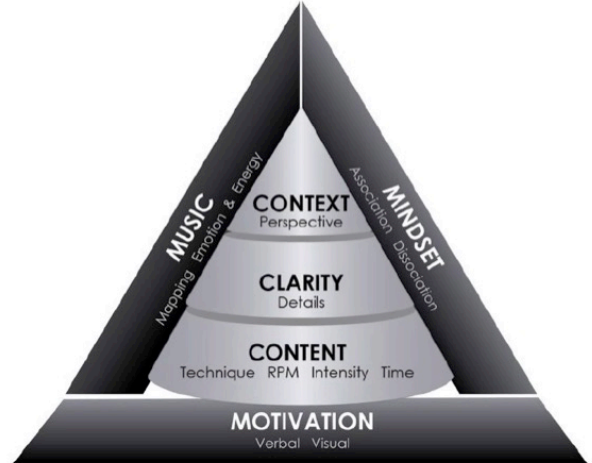 MUSIC
Mapping Emotion & Energy
MINDSET
Association Dissociation
CONTEXT
Perspective
CLARITY
Details
CONTENT
Technique RPM Intensity Time
MOTIVATION
Verbal Visual